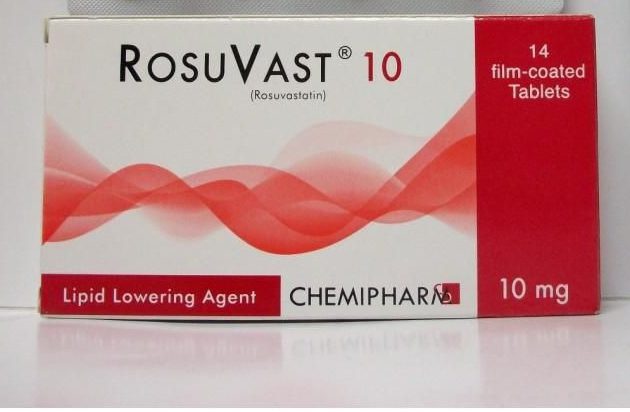 ROSUVAST® 10
(Rosuvastatin)
14
film-coated
Tablets
Lipid Lowering Agent
CHEMIPHARM
10 mg